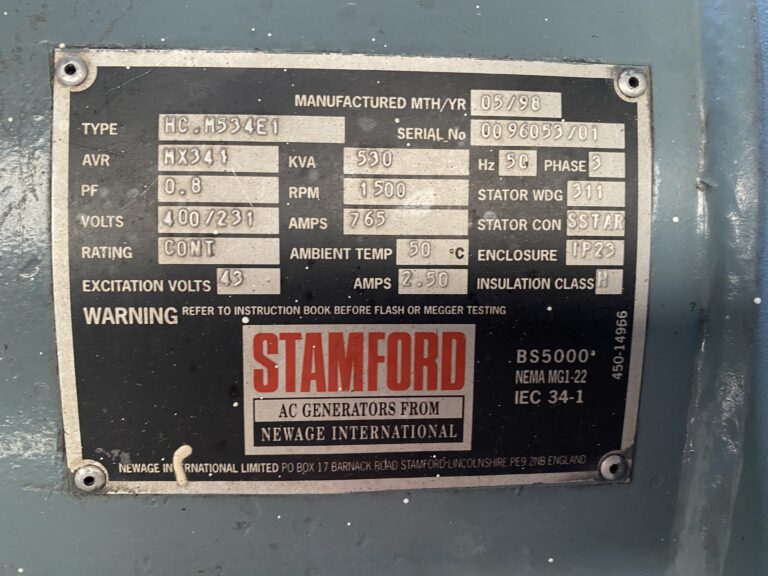 MANUFACTURED MTH/YR 05/98
TYPE HC.M534E1 SERIAL No 0096053/01
AVR MX341 KVA 530 Hz 50 PHASE 3
PF 0.8 RPM 1500 STATOR WDG 311
VOLTS 400/231 AMPS 765 STATOR CON SSTAR
RATING CONT AMBIENT TEMP 50 °C ENCLOSURE IP23
EXCITATION VOLTS 43 AMPS 2.50 INSULATION CLASS H
WARNING REFER TO INSTRUCTION BOOK BEFORE FLASH OR MEGGER TESTING
STAMFORD
AC GENERATORS FROM
NEWAGE INTERNATIONAL
BS5000
NEMA MG1-22
IEC 34-1
450-14966
NEWAGE INTERNATIONAL LIMITED PO BOX 17 BARNACK ROAD STAMFORD LINCOLNSHIRE PE9 2NB ENGLAND